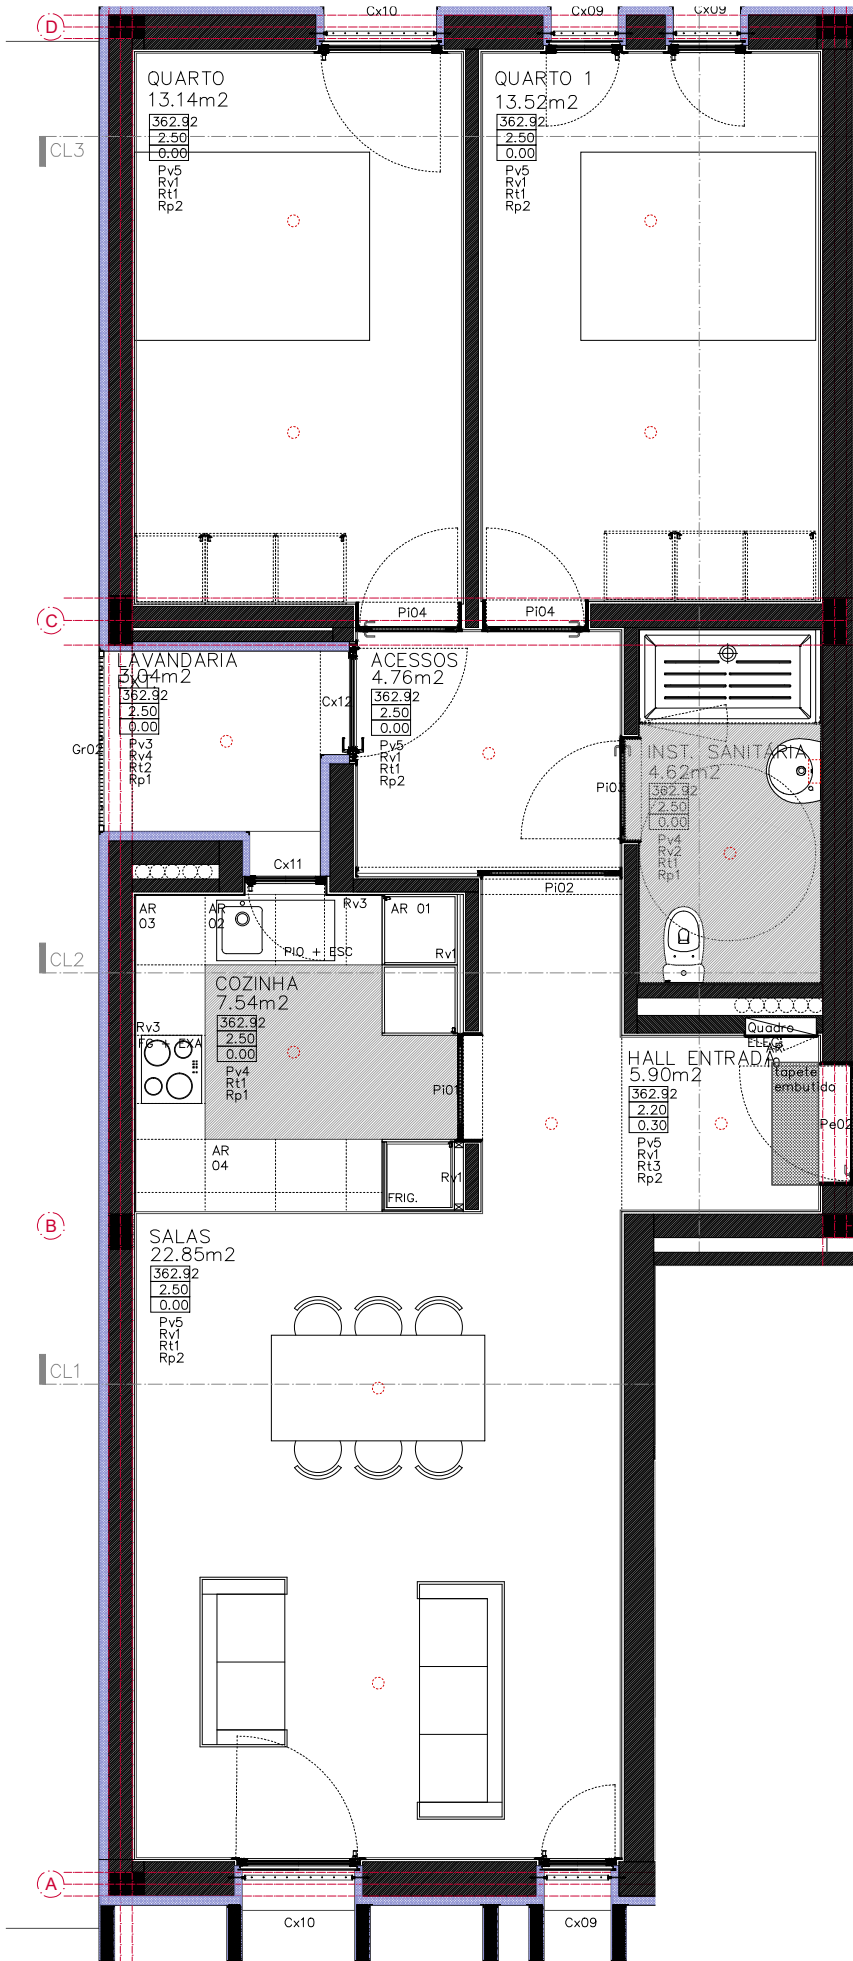 D
Cx10
Cx09
Cx09
QUARTO
13.14m2
362.92
2.50
0.00
Pv5
Rv1
Rt1
Rp2
QUARTO 1
13.52m2
362.92
2.50
0.00
Pv5
Rv1
Rt1
Rp2
CL3
C
Pi04
Pi04
LAVANDARIA
3.04m2
362.92
2.50
0.00
Pv3
Rv4
Rt2
Rp1
Gr02
Cx12
ACESSOS
4.76m2
362.92
2.50
0.00
Pv5
Rv1
Rt1
Rp2
Pi03
INST. SANITÁRIA
4.62m2
362.92
2.50
0.00
Pv4
Rv2
Rt1
Rp1
Cx11
Pi02
AR
03
AR
02
Rv3
AR 01
PIO + ESC
Rv1
CL2
COZINHA
7.54m2
362.92
2.50
0.00
Pv4
Rt1
Rp1
Rv3
FG + EXA
Pi01
AR
04
FRIG.
Rv1
Quadro
HALL ENTRADA
5.90m2
362.92
2.20
0.30
Pv5
Rv1
Rt3
Rp2
tapete
embutido
Pe02
B
SALAS
22.85m2
362.92
2.50
0.00
Pv5
Rv1
Rt1
Rp2
CL1
A
Cx10
Cx09